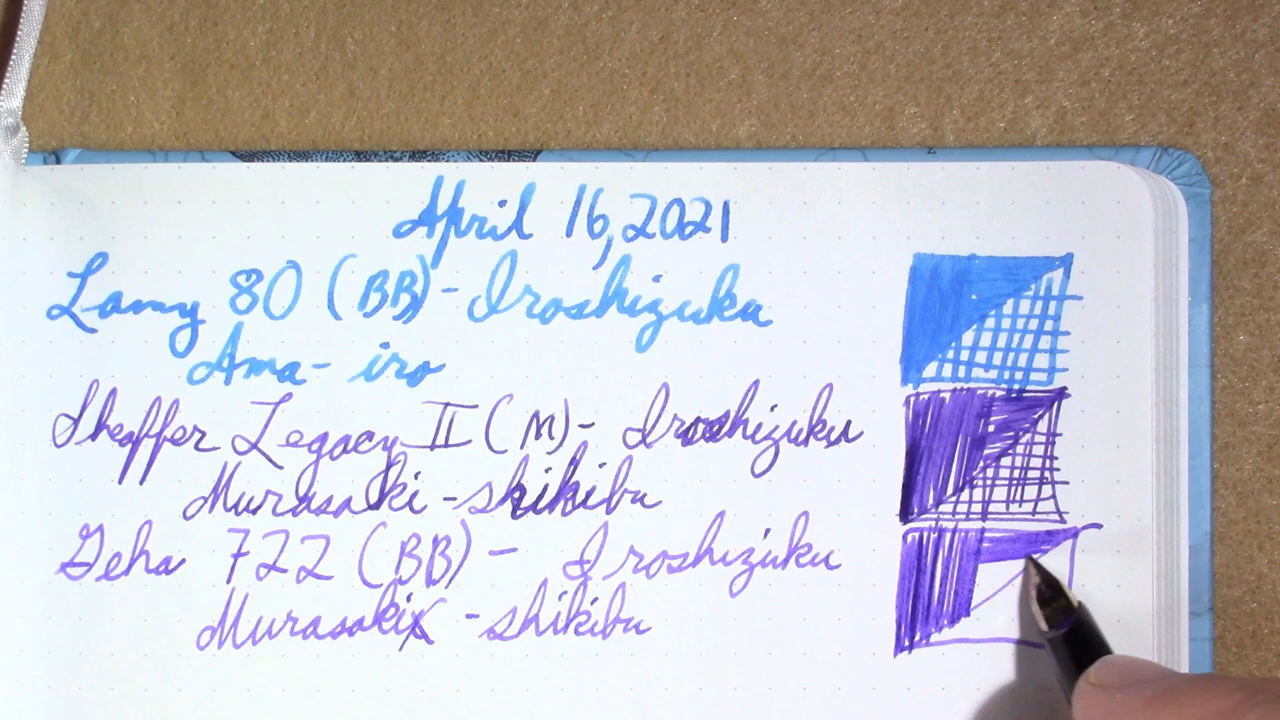 April 16, 2021
Lamy 80 (BB) - Iroshizuku
Ama-iro
Sheaffer Legacy II (M) - Iroshizuku
Murasaki-shikibu
Geha 722 (BB) - Iroshizuku
Murasaki -shikibu